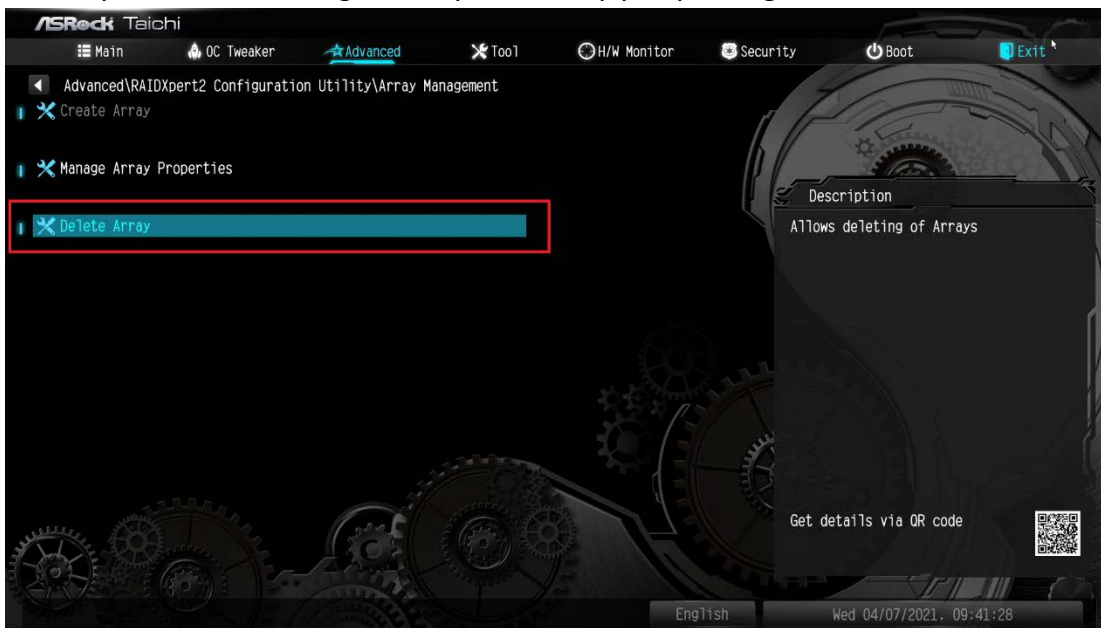 ASRock Taichi
Main OC Tweaker Advanced Tool H/W Monitor Security Boot Exit
Advanced\RAIDXpert2 Configuration Utility\Array Management
Create Array
Manage Array Properties
Delete Array
Description
Allows deleting of Arrays
Get details via QR code
English Wed 04/07/2021. 09:41:28